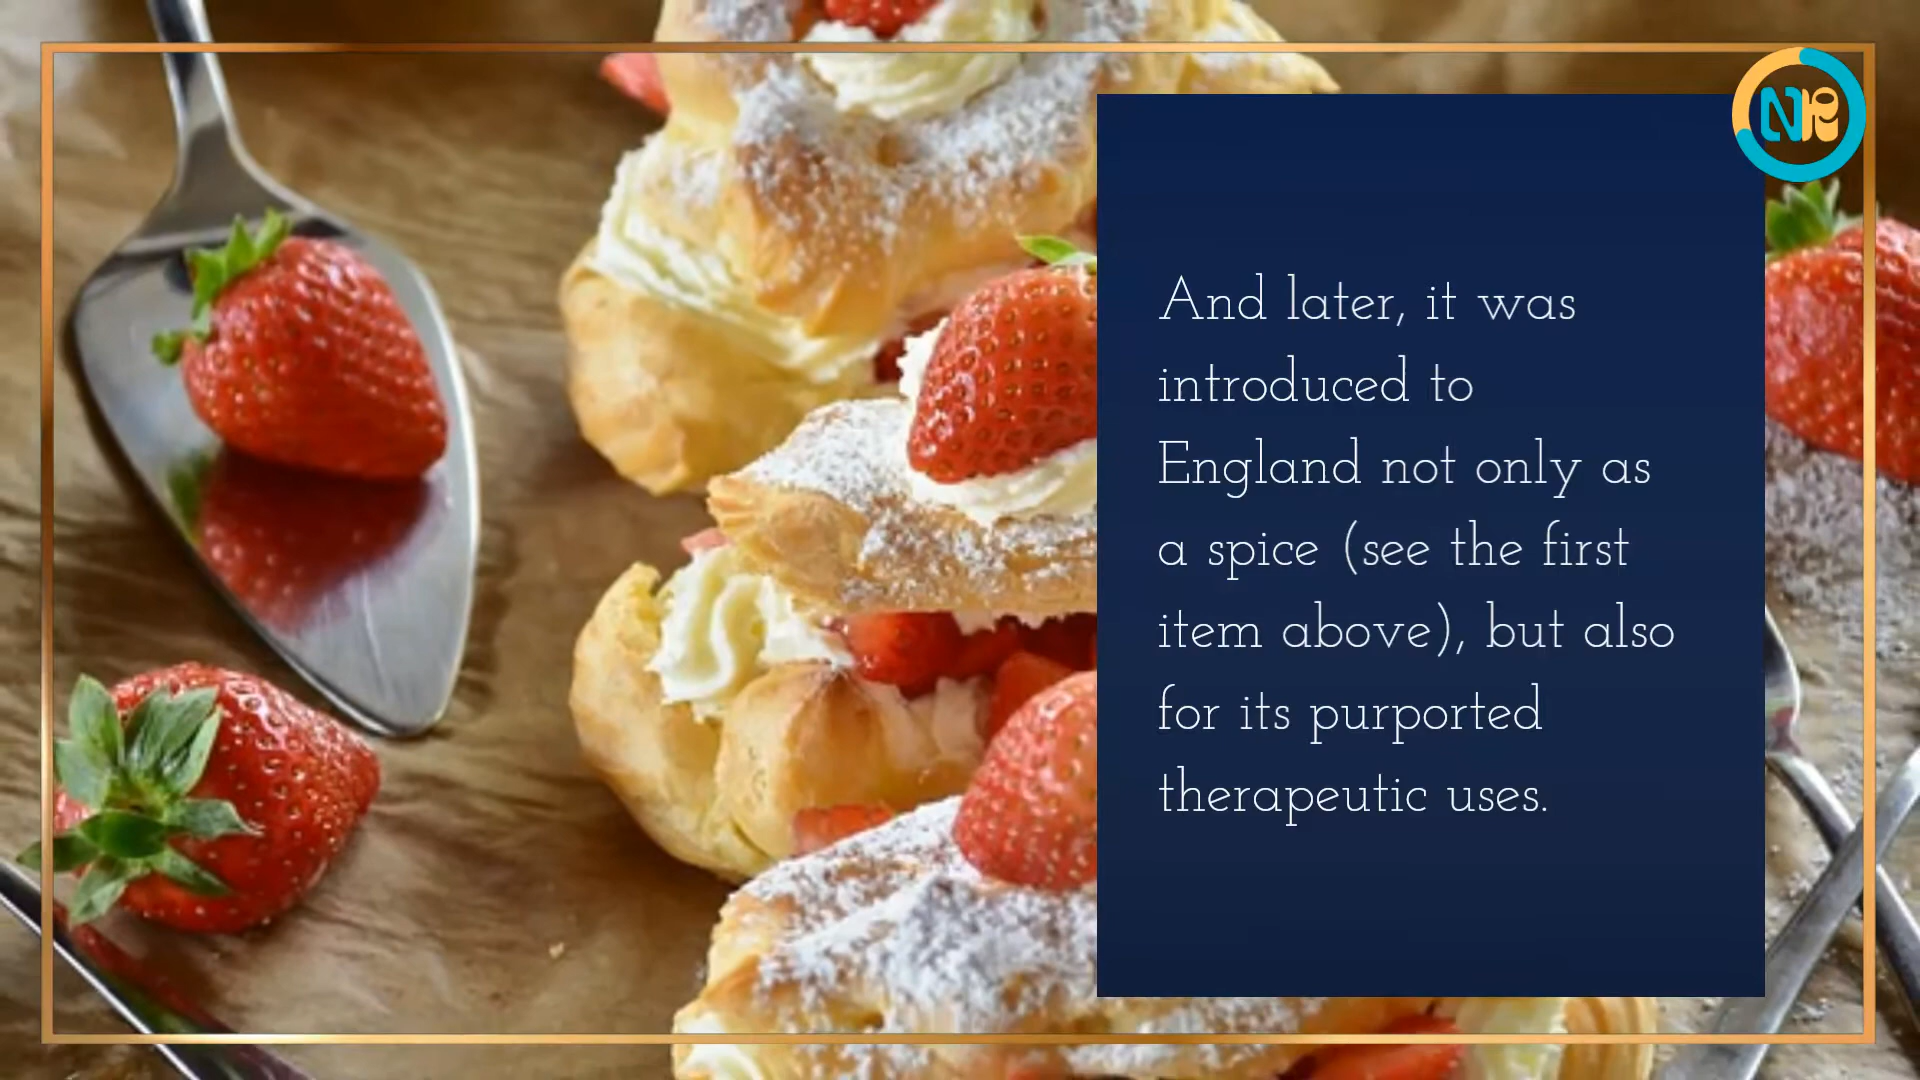 And later, it was
introduced to
England not only as
a spice (see the first
item above), but also
for its purported
therapeutic uses.